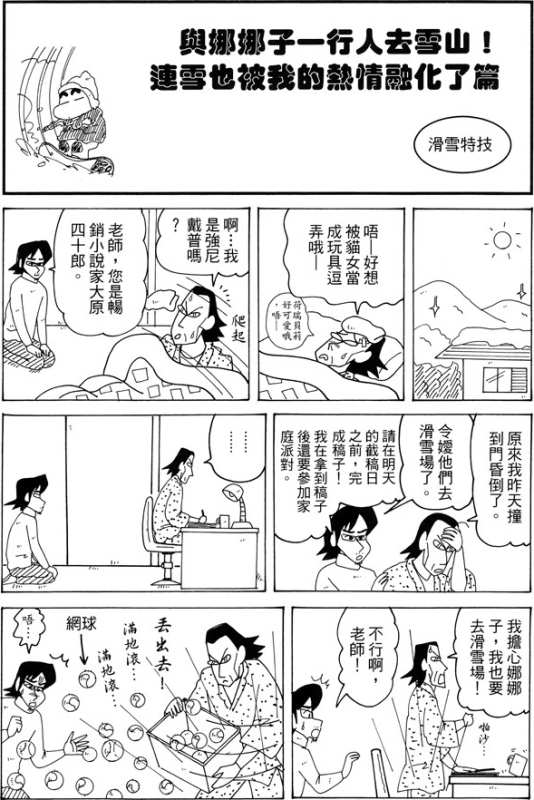 與娜娜子一行人去雪山！
連雪也被我的熱情融化了篇
滑雪特技
唔—好想
被貓女當
成玩具逗
弄哦—
荷瑞貝莉
好可愛哦
．唔…
啊…我
是強尼
戴普嗎
？
爬起
老師，您是暢
銷小說家大原
四十郎。
原來我昨天撞
到門昏倒了。
令嬡他們去
滑雪場了。
請在明天
的截稿日
之前，完
成稿子！
我在拿到稿子
後還要參加家
庭派對。
……
我擔心娜娜
子，我也要
去滑雪場！
啪沙…
不行啊，
老師！
丟出去！
滿地滾…
滿地滾…
網球
唔…